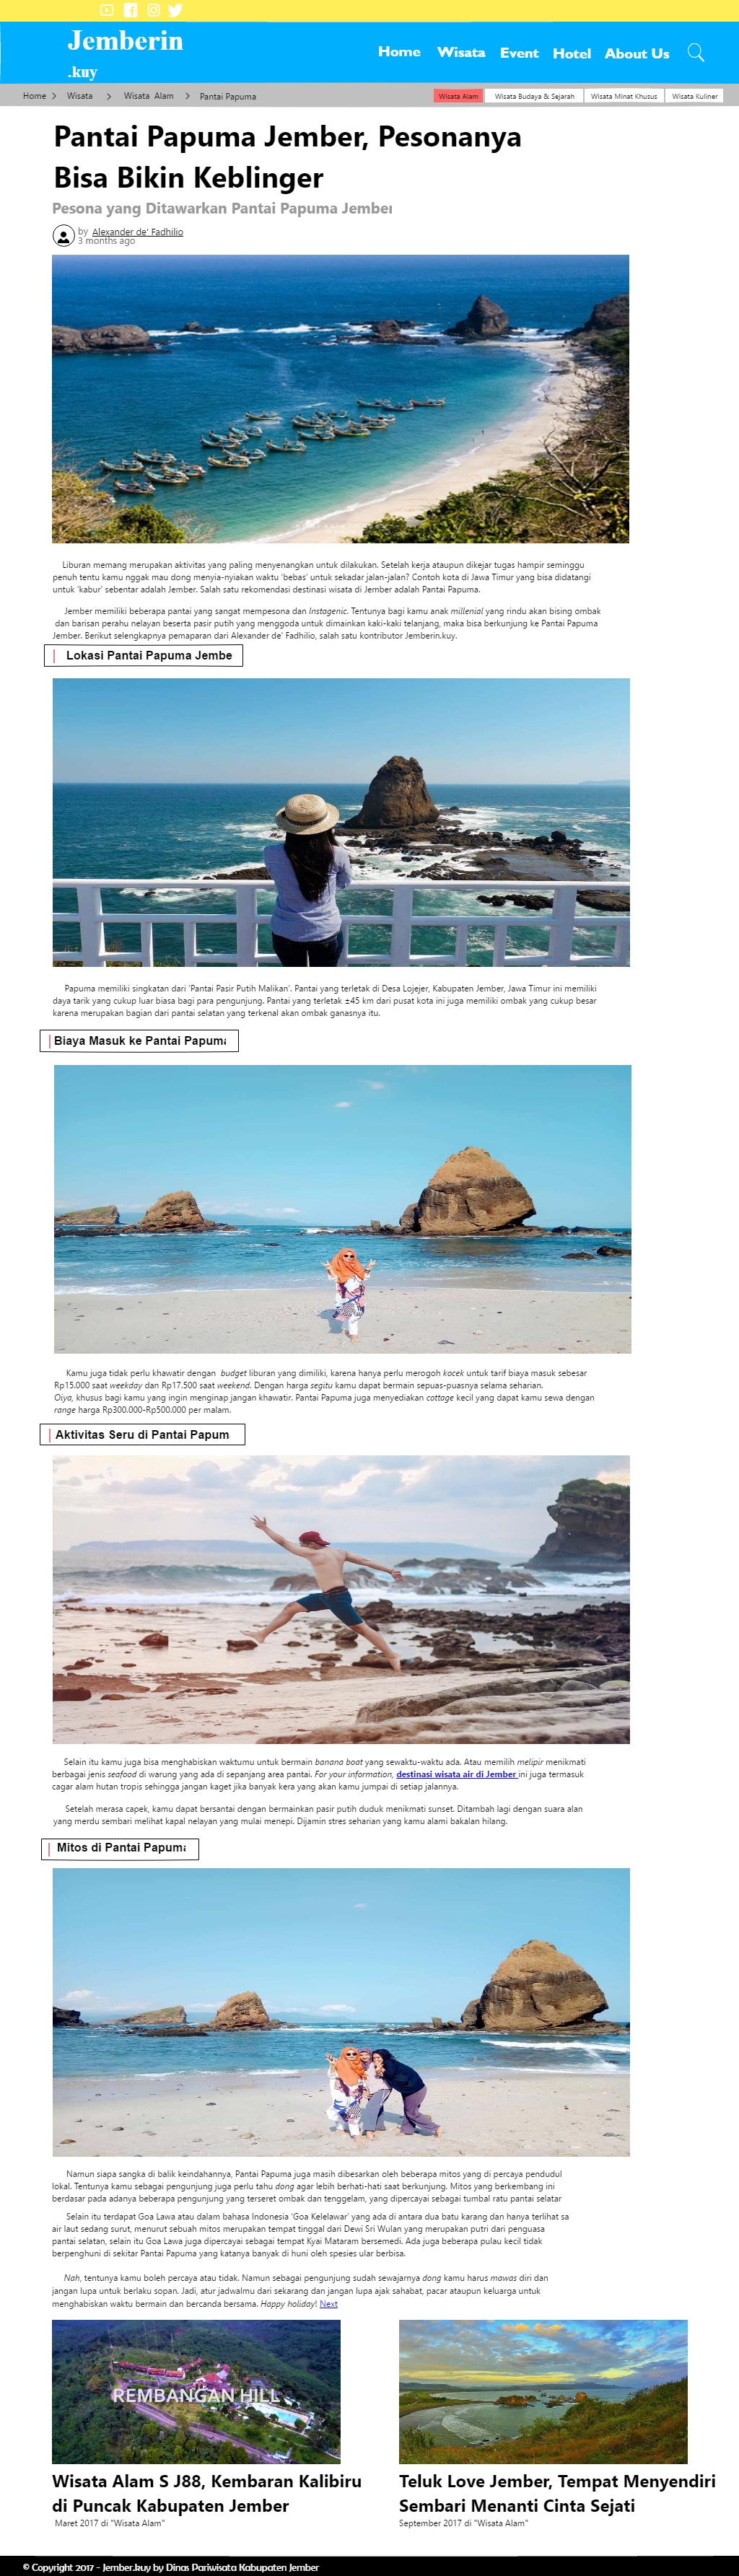 Jemberin
.kuy
Home Wisata Event Hotel About Us
Home > Wisata > Wisata Alam > Pantai Papuma
Wisata Alam Wisata Budaya & Sejarah Wisata Minat Khusus Wisata Kuliner
Pantai Papuma Jember, Pesonanya
Bisa Bikin Keblinger
Pesona yang Ditawarkan Pantai Papuma Jember
by Alexander de' Fadhilio
3 months ago
Liburan memang merupakan aktivitas yang paling menyenangkan untuk dilakukan. Setelah kerja ataupun dikejar tugas hampir seminggu
penuh tentu kamu nggak mau dong menyia-nyiakan waktu 'bebas' untuk sekadar jalan-jalan? Contoh kota di Jawa Timur yang bisa didatangi
untuk 'kabur' sebentar adalah Jember. Salah satu rekomendasi destinasi wisata di Jember adalah Pantai Papuma.
Jember memiliki beberapa pantai yang sangat mempesona dan Instagenic. Tentunya bagi kamu anak millenial yang rindu akan bising ombak
dan barisan perahu nelayan beserta pasir putih yang menggoda untuk dimainkan kaki-kaki telanjang, maka bisa berkunjung ke Pantai Papuma
Jember. Berikut selengkapnya pemaparan dari Alexander de' Fadhilio, salah satu kontributor Jemberin.kuy.
Lokasi Pantai Papuma Jembe
Papuma memiliki singkatan dari 'Pantai Pasir Putih Malikan'. Pantai yang terletak di Desa Lojejer, Kabupaten Jember, Jawa Timur ini memiliki
daya tarik yang cukup luar biasa bagi para pengunjung. Pantai yang terletak ±45 km dari pusat kota ini juga memiliki ombak yang cukup besar
karena merupakan bagian dari pantai selatan yang terkenal akan ombak ganasnya itu.
Biaya Masuk ke Pantai Papuma
Kamu juga tidak perlu khawatir dengan budget liburan yang dimiliki, karena hanya perlu merogoh kocek untuk tarif biaya masuk sebesar
Rp15.000 saat weekday dan Rp17.500 saat weekend. Dengan harga segitu kamu dapat bermain sepuas-puasnya selama seharian.
Oiya, khusus bagi kamu yang ingin menginap jangan khawatir. Pantai Papuma juga menyediakan cottage kecil yang dapat kamu sewa dengan
range harga Rp300.000-Rp500.000 per malam.
Aktivitas Seru di Pantai Papum
Selain itu kamu juga bisa menghabiskan waktumu untuk bermain banana boat yang sewaktu-waktu ada. Atau memilih melipir menikmati
berbagai jenis seafood di warung yang ada di sepanjang area pantai. For your information, destinasi wisata air di Jember ini juga termasuk
cagar alam hutan tropis sehingga jangan kaget jika banyak kera yang akan kamu jumpai di setiap jalannya.
Setelah merasa capek, kamu dapat bersantai dengan bermainkan pasir putih duduk menikmati sunset. Ditambah lagi dengan suara alan
yang merdu sembari melihat kapal nelayan yang mulai menepi. Dijamin stres seharian yang kamu alami bakalan hilang.
Mitos di Pantai Papuma
Namun siapa sangka di balik keindahannya, Pantai Papuma juga masih dibesarkan oleh beberapa mitos yang di percaya pendudul
lokal. Tentunya kamu sebagai pengunjung juga perlu tahu dong agar lebih berhati-hati saat berkunjung. Mitos yang berkembang ini
berdasar pada adanya beberapa pengunjung yang terseret ombak dan tenggelam, yang dipercayai sebagai tumbal ratu pantai selatar
Selain itu terdapat Goa Lawa atau dalam bahasa Indonesia 'Goa Kelelawar' yang ada di antara dua batu karang dan hanya terlihat sa
air laut sedang surut, menurut sebuah mitos merupakan tempat tinggal dari Dewi Sri Wulan yang merupakan putri dari penguasa
pantai selatan, selain itu Goa Lawa juga dipercayai sebagai tempat Kyai Mataram bersemedi. Ada juga beberapa pulau kecil tidak
berpenghuni di sekitar Pantai Papuma yang katanya banyak di huni oleh spesies ular berbisa.
Nah, tentunya kamu boleh percaya atau tidak. Namun sebagai pengunjung sudah sewajarnya dong kamu harus mawas diri dan
jangan lupa untuk berlaku sopan. Jadi, atur jadwalmu dari sekarang dan jangan lupa ajak sahabat, pacar ataupun keluarga untuk
menghabiskan waktu bermain dan bercanda bersama. Happy holiday! Next
REMBANGAN HILL
Wisata Alam S J88, Kembaran Kalibiru
di Puncak Kabupaten Jember
Maret 2017 di "Wisata Alam"
Teluk Love Jember, Tempat Menyendiri
Sembari Menanti Cinta Sejati
September 2017 di "Wisata Alam"
© Copyright 2017 - Jember.kuy by Dinas Pariwisata Kabupaten Jember